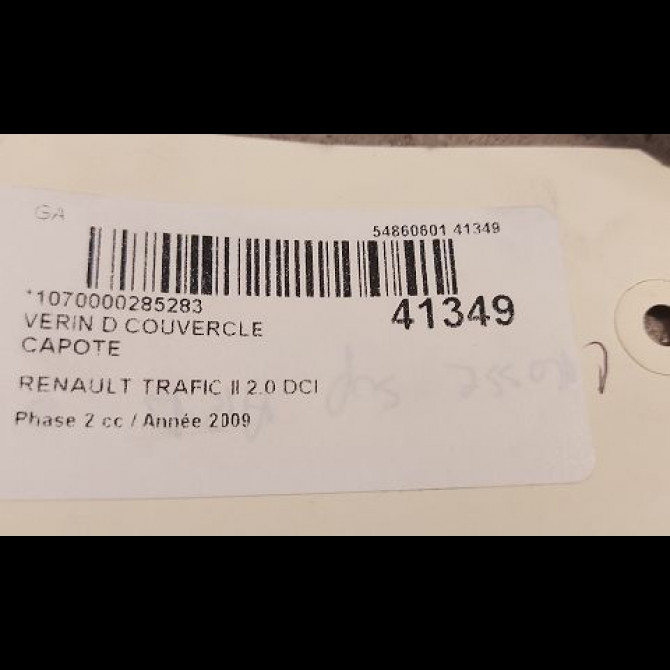 GA
54860601 41349
*1070000285283
41349
VERIN D COUVERCLE
CAPOTE
RENAULT TRAFIC II 2.0 DCI
Phase 2 cc / Année 2009